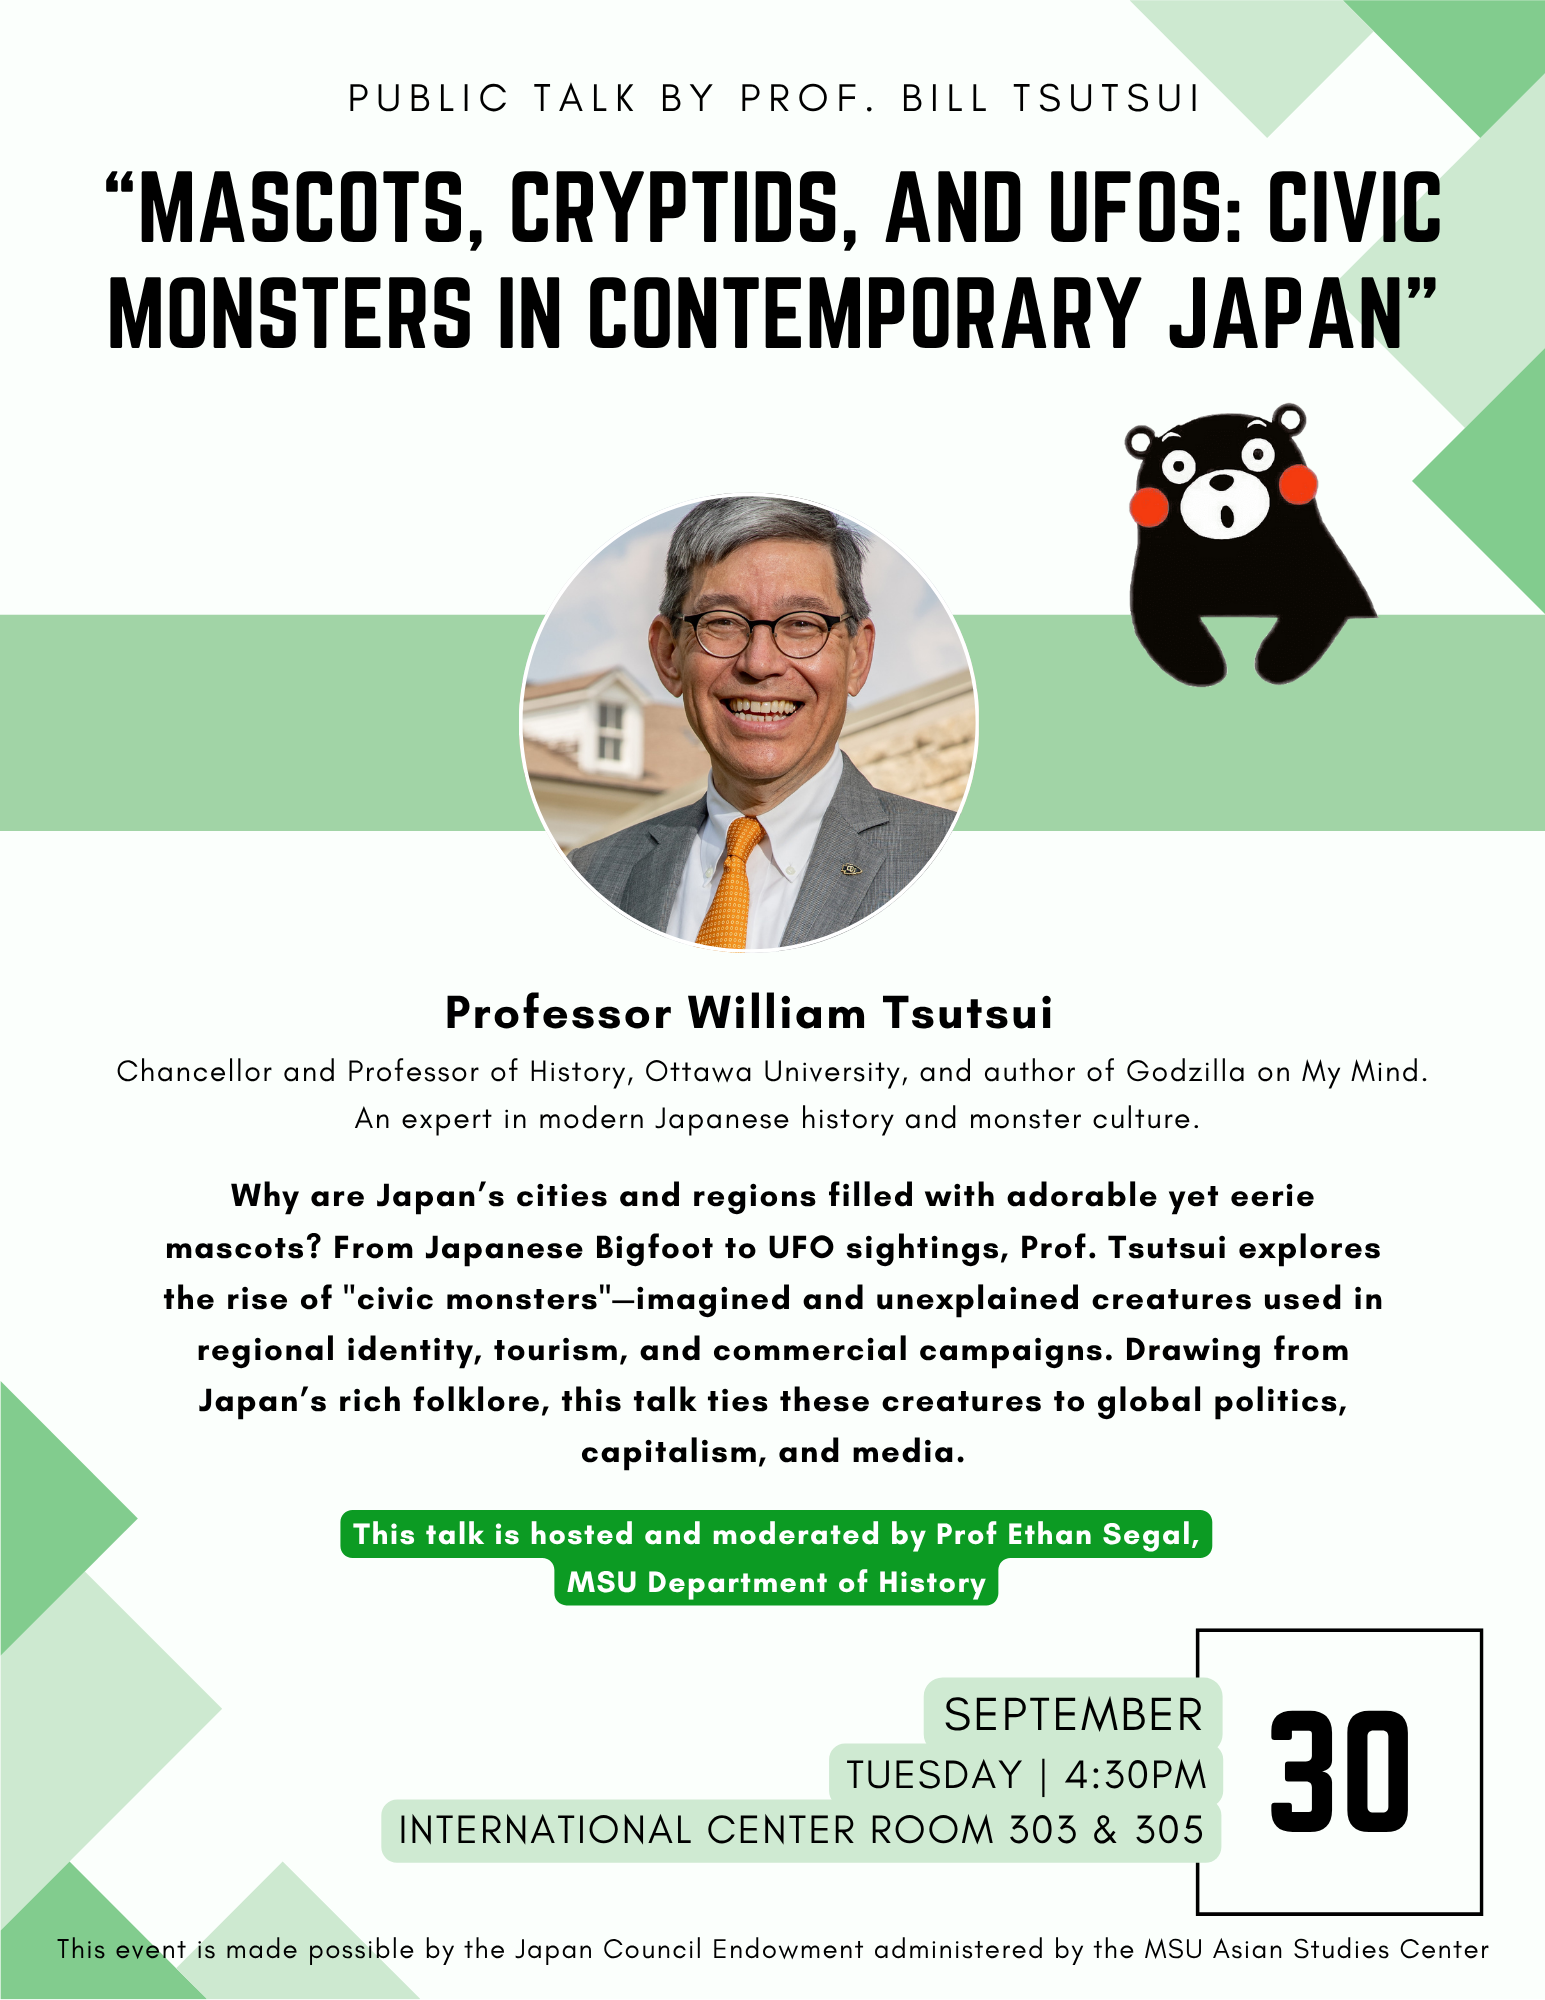 PUBLIC TALK BY PROF. BILL TSUTSUI
“MASCOTS, CRYPTIDS, AND UFOS: CIVIC
MONSTERS IN CONTEMPORARY JAPAN”
Professor William Tsutsui
Chancellor and Professor of History, Ottawa University, and author of Godzilla on My Mind.
An expert in modern Japanese history and monster culture.
Why are Japan’s cities and regions filled with adorable yet eerie
mascots? From Japanese Bigfoot to UFO sightings, Prof. Tsutsui explores
the rise of "civic monsters"—imagined and unexplained creatures used in
regional identity, tourism, and commercial campaigns. Drawing from
Japan’s rich folklore, this talk ties these creatures to global politics,
capitalism, and media.
This talk is hosted and moderated by Prof Ethan Segal,
MSU Department of History
SEPTEMBER
30
TUESDAY | 4:30PM
INTERNATIONAL CENTER ROOM 303 & 305
This event is made possible by the Japan Council Endowment administered by the MSU Asian Studies Center